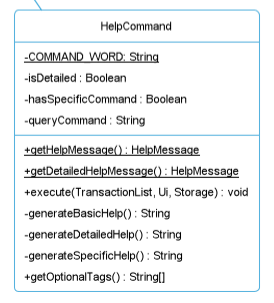 HelpCommand
-COMMAND_WORD: String
-isDetailed : Boolean
-hasSpecificCommand : Boolean
-queryCommand : String
+getHelpMessage() : HelpMessage
+getDetailedHelpMessage() : HelpMessage
+execute(TransactionList, Ui, Storage) : void
-generateBasicHelp() : String
-generateDetailedHelp() : String
-generateSpecificHelp() : String
+getOptionalTags() : String[]